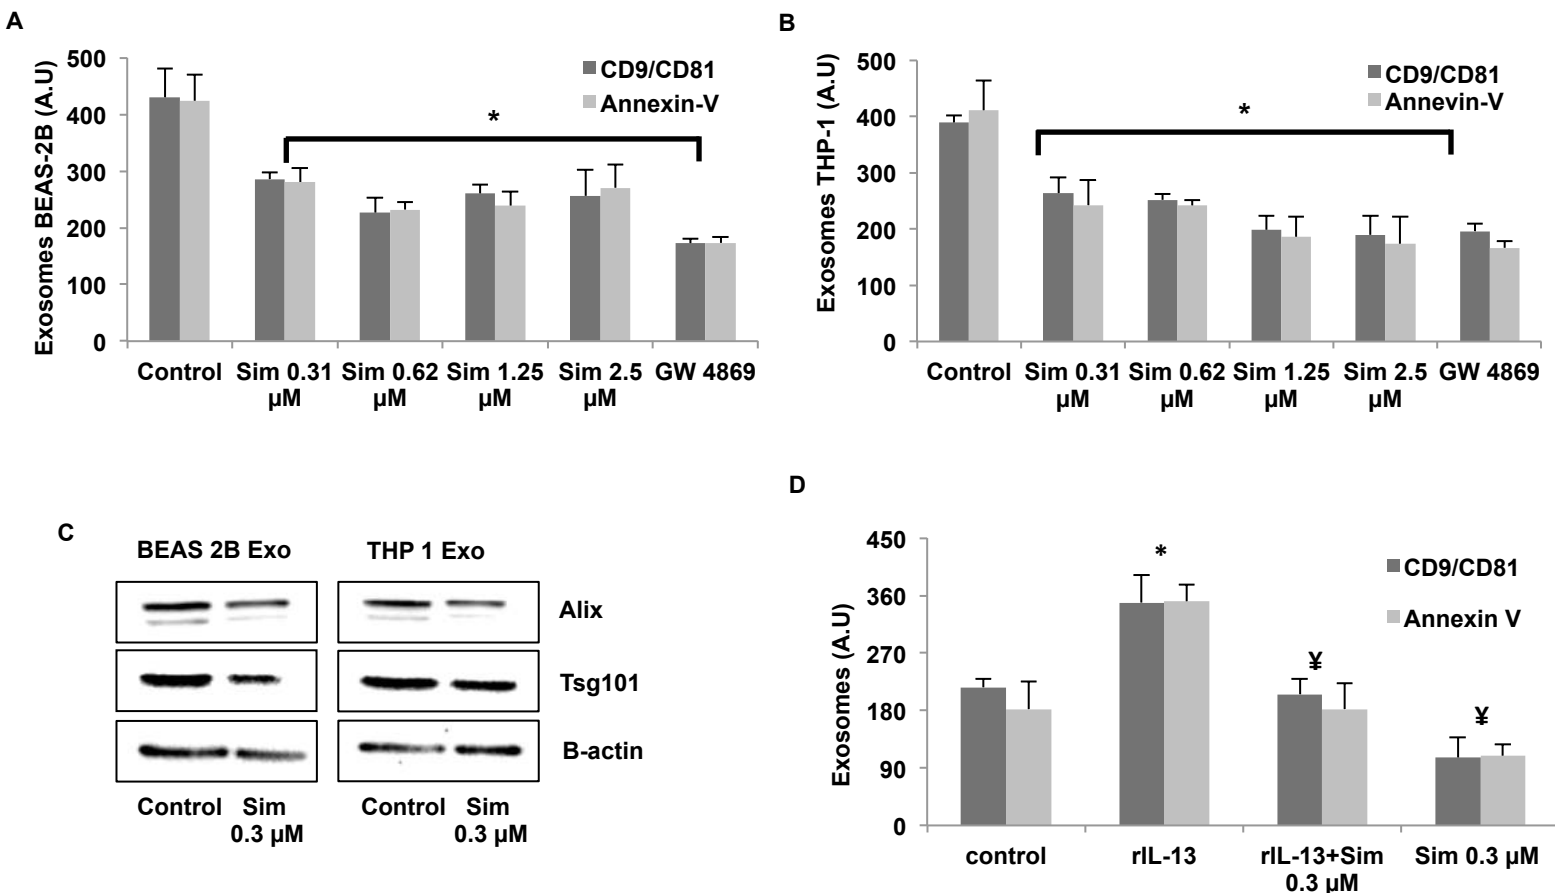 A
Exosomes BEAS-2B (A.U)
500
400
300
200
100
0
CD9/CD81
Annexin-V
*
Control Sim 0.31 µM Sim 0.62 µM Sim 1.25 µM Sim 2.5 µM GW 4869
B
Exosomes THP-1 (A.U)
500
400
300
200
100
0
CD9/CD81
Annevin-V
*
Control Sim 0.31 µM Sim 0.62 µM Sim 1.25 µM Sim 2.5 µM GW 4869
C
BEAS 2B Exo THP 1 Exo
Alix
Tsg101
B-actin
Control Sim 0.3 µM Control Sim 0.3 µM
D
Exosomes (A.U)
450
360
270
180
90
0
CD9/CD81
Annexin V
*
¥
¥
control rIL-13 rIL-13+Sim 0.3 µM Sim 0.3 µM